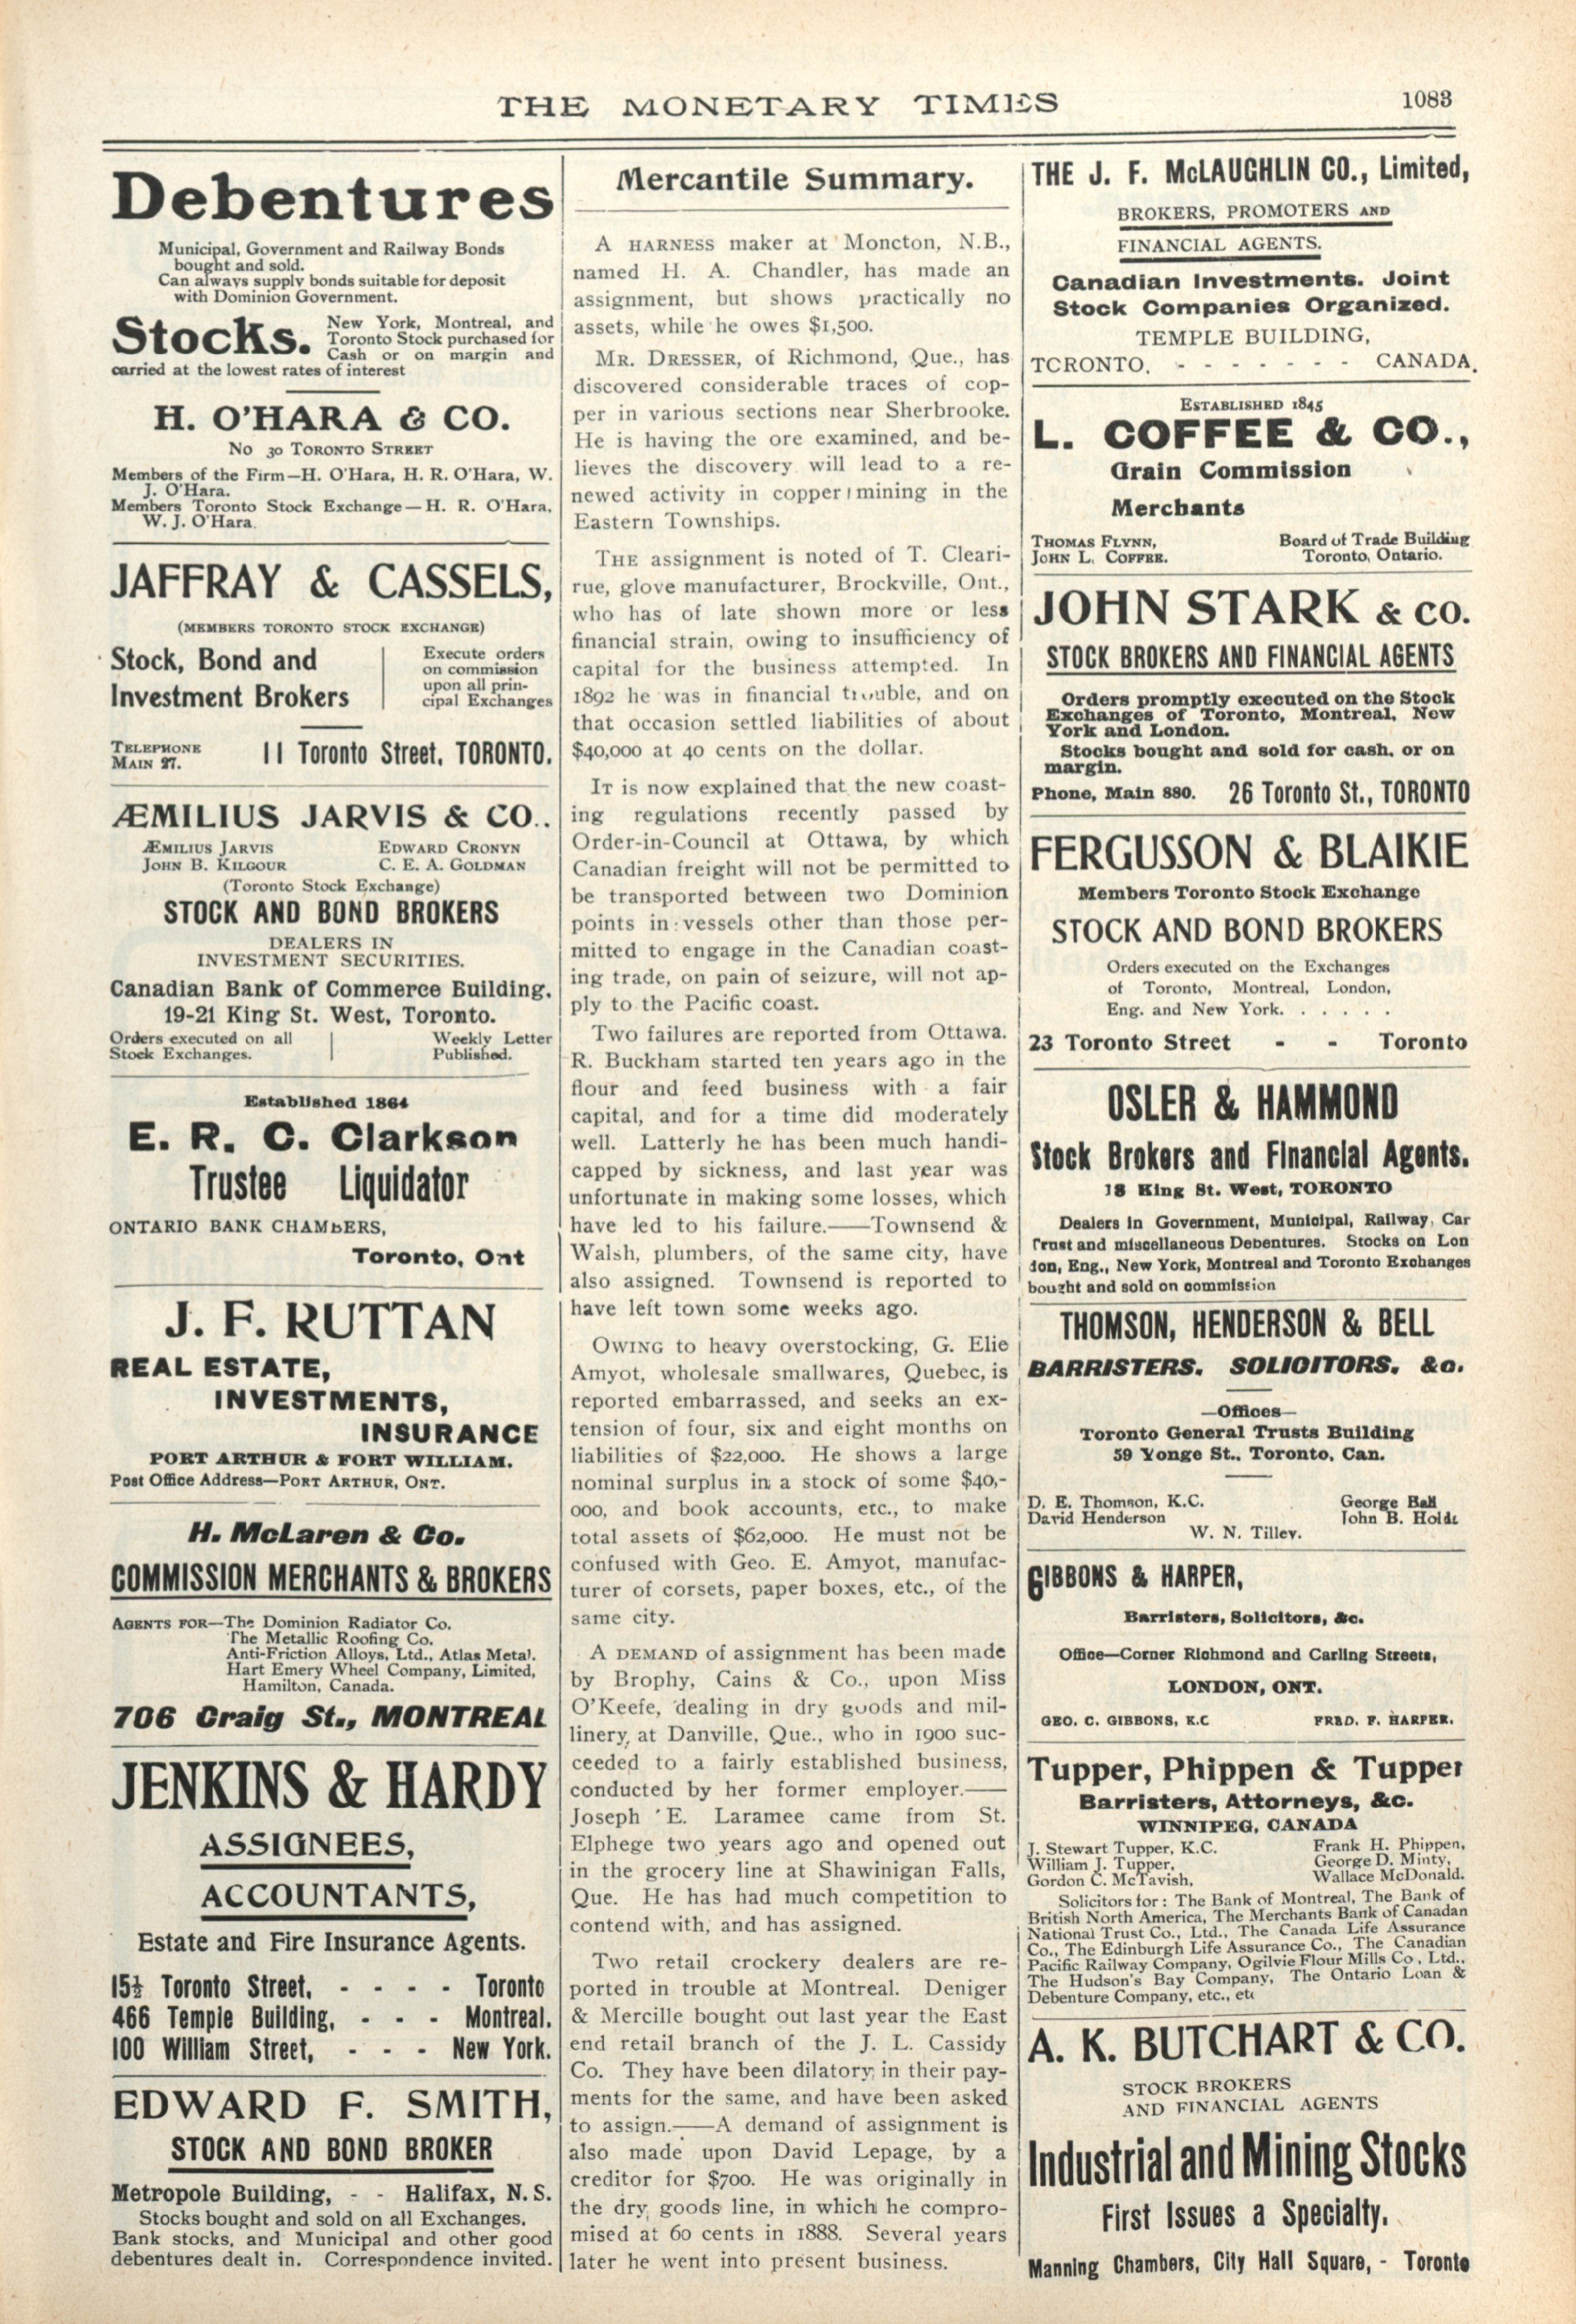 THE MONETARY TIMES
1083
Debentures
Municipal, Government and Railway Bonds
bought and sold.
Can always supply bonds suitable for deposit
with Dominion Government.
Stocks.
New York, Montreal, and
Toronto Stock purchased for
Cash or on margin and
carried at the lowest rates of interest
H. O'HARA & CO.
No 30 TORONTO STREET
Members of the Firm—H. O'Hara, H. R. O'Hara, W.
J. O'Hara.
Members Toronto Stock Exchange—H. R. O'Hara,
W. J. O'Hara.
JAFFRAY & CASSELS,
(MEMBERS TORONTO STOCK EXCHANGE)
Stock, Bond and
Investment Brokers
Execute orders
on commission
upon all prin-
cipal Exchanges
TELEPHONE
MAIN 27.
11 Toronto Street, TORONTO.
ÆMILIUS JARVIS & CO..
ÆMILIUS JARVIS EDWARD CRONYN
JOHN B. KILGOUR C. E. A. GOLDMAN
(Toronto Stock Exchange)
STOCK AND BOND BROKERS
DEALERS IN
INVESTMENT SECURITIES.
Canadian Bank of Commerce Building,
19-21 King St. West, Toronto.
Orders executed on all
Stock Exchanges.
Weekly Letter
Published.
Established 1864
E. R. C. Clarkson
Trustee Liquidator
ONTARIO BANK CHAMBERS,
Toronto, Ont
J. F. RUTTAN
REAL ESTATE,
INVESTMENTS,
INSURANCE
PORT ARTHUR & FORT WILLIAM.
Post Office Address—PORT ARTHUR, ONT.
H. McLaren & Co.
COMMISSION MERCHANTS & BROKERS
AGENTS FOR—The Dominion Radiator Co.
The Metallic Roofing Co.
Anti-Friction Alloys, Ltd., Atlas Metal.
Hart Emery Wheel Company, Limited,
Hamilton, Canada.
706 Craig St., MONTREAL
JENKINS & HARDY
ASSIGNEES,
ACCOUNTANTS,
Estate and Fire Insurance Agents.
15½ Toronto Street, - - - - Toronto
466 Temple Building, - - - Montreal.
100 William Street, - - - New York.
EDWARD F. SMITH,
STOCK AND BOND BROKER
Metropole Building, - - Halifax, N.S.
Stocks bought and sold on all Exchanges.
Bank stocks, and Municipal and other good
debentures dealt in. Correspondence invited.
Mercantile Summary.
A HARNESS maker at Moncton, N.B.,
named H. A. Chandler, has made an
assignment, but shows practically no
assets, while he owes $1,500.
MR. DRESSER, of Richmond, Que., has
discovered considerable traces of cop-
per in various sections near Sherbrooke.
He is having the ore examined, and be-
lieves the discovery will lead to a re-
newed activity in copper mining in the
Eastern Townships.
THE assignment is noted of T. Cleari-
rue, glove manufacturer, Brockville, Ont.,
who has of late shown more or less
financial strain, owing to insufficiency of
capital for the business attempted. In
1892 he was in financial trouble, and on
that occasion settled liabilities of about
$40,000 at 40 cents on the dollar.
IT is now explained that the new coast-
ing regulations recently passed by
Order-in-Council at Ottawa, by which
Canadian freight will not be permitted to
be transported between two Dominion
points in vessels other than those per-
mitted to engage in the Canadian coast-
ing trade, on pain of seizure, will not ap-
ply to the Pacific coast.
Two failures are reported from Ottawa.
R. Buckham started ten years ago in the
flour and feed business with a fair
capital, and for a time did moderately
well. Latterly he has been much handi-
capped by sickness, and last year was
unfortunate in making some losses, which
have led to his failure.——Townsend &
Walsh, plumbers, of the same city, have
also assigned. Townsend is reported to
have left town some weeks ago.
OWING to heavy overstocking, G. Elie
Amyot, wholesale smallwares, Quebec, is
reported embarrassed, and seeks an ex-
tension of four, six and eight months on
liabilities of $22,000. He shows a large
nominal surplus in a stock of some $40,-
000, and book accounts, etc., to make
total assets of $62,000. He must not be
confused with Geo. E. Amyot, manufac-
turer of corsets, paper boxes, etc., of the
same city.
A DEMAND of assignment has been made
by Brophy, Cains & Co., upon Miss
O'Keefe, dealing in dry goods and mil-
linery, at Danville, Que., who in 1900 suc-
ceeded to a fairly established business,
conducted by her former employer.——
Joseph E. Laramee came from St.
Elphege two years ago and opened out
in the grocery line at Shawinigan Falls,
Que. He has had much competition to
contend with, and has assigned.
Two retail crockery dealers are re-
ported in trouble at Montreal. Deniger
& Mercille bought out last year the East
end retail branch of the J. L. Cassidy
Co. They have been dilatory in their pay-
ments for the same, and have been asked
to assign.——A demand of assignment is
also made upon David Lepage, by a
creditor for $700. He was originally in
the dry goods line, in which he compro-
mised at 60 cents in 1888. Several years
later he went into present business.
THE J. F. McLAUGHLIN CO., Limited,
BROKERS, PROMOTERS AND
FINANCIAL AGENTS.
Canadian Investments. Joint
Stock Companies Organized.
TEMPLE BUILDING,
TORONTO, - - - - - - - CANADA.
ESTABLISHED 1845
L. COFFEE & CO.,
Grain Commission
Merchants
THOMAS FLYNN,
JOHN L. COFFEE.
Board of Trade Building
Toronto, Ontario.
JOHN STARK & CO.
STOCK BROKERS AND FINANCIAL AGENTS
Orders promptly executed on the Stock
Exchanges of Toronto, Montreal, New
York and London.
Stocks bought and sold for cash, or on
margin.
Phone, Main 880. 26 Toronto St., TORONTO
FERGUSSON & BLAIKIE
Members Toronto Stock Exchange
STOCK AND BOND BROKERS
Orders executed on the Exchanges
of Toronto, Montreal, London,
Eng. and New York. . . . . .
23 Toronto Street - - Toronto
OSLER & HAMMOND
Stock Brokers and Financial Agents.
18 King St. West, TORONTO
Dealers in Government, Municipal, Railway, Car
Trust and miscellaneous Debentures. Stocks on Lon
don, Eng., New York, Montreal and Toronto Exchanges
bought and sold on commission
THOMSON, HENDERSON & BELL
BARRISTERS, SOLICITORS, &c.
—Offices—
Toronto General Trusts Building
59 Yonge St., Toronto, Can.
D. E. Thomson, K.C.
David Henderson
George Bell
John B. Holde
W. N. Tilley.
GIBBONS & HARPER,
Barristers, Solicitors, &c.
Office—Corner Richmond and Carling Streets,
LONDON, ONT.
GEO. C. GIBBONS, K.C FRED. F. HARPER.
Tupper, Phippen & Tupper
Barristers, Attorneys, &c.
WINNIPEG, CANADA
J. Stewart Tupper, K.C. Frank H. Phippen,
William J. Tupper, George D. Minty,
Gordon C. McTavish, Wallace McDonald.
Solicitors for: The Bank of Montreal, The Bank of
British North America, The Merchants Bank of Canadan
National Trust Co., Ltd., The Canada Life Assurance
Co., The Edinburgh Life Assurance Co., The Canadian
Pacific Railway Company, Ogilvie Flour Mills Co, Ltd.,
The Hudson's Bay Company, The Ontario Loan &
Debenture Company, etc., etc
A. K. BUTCHART & CO.
STOCK BROKERS
AND FINANCIAL AGENTS
Industrial and Mining Stocks
First Issues a Specialty.
Manning Chambers, City Hall Square, - Toronto